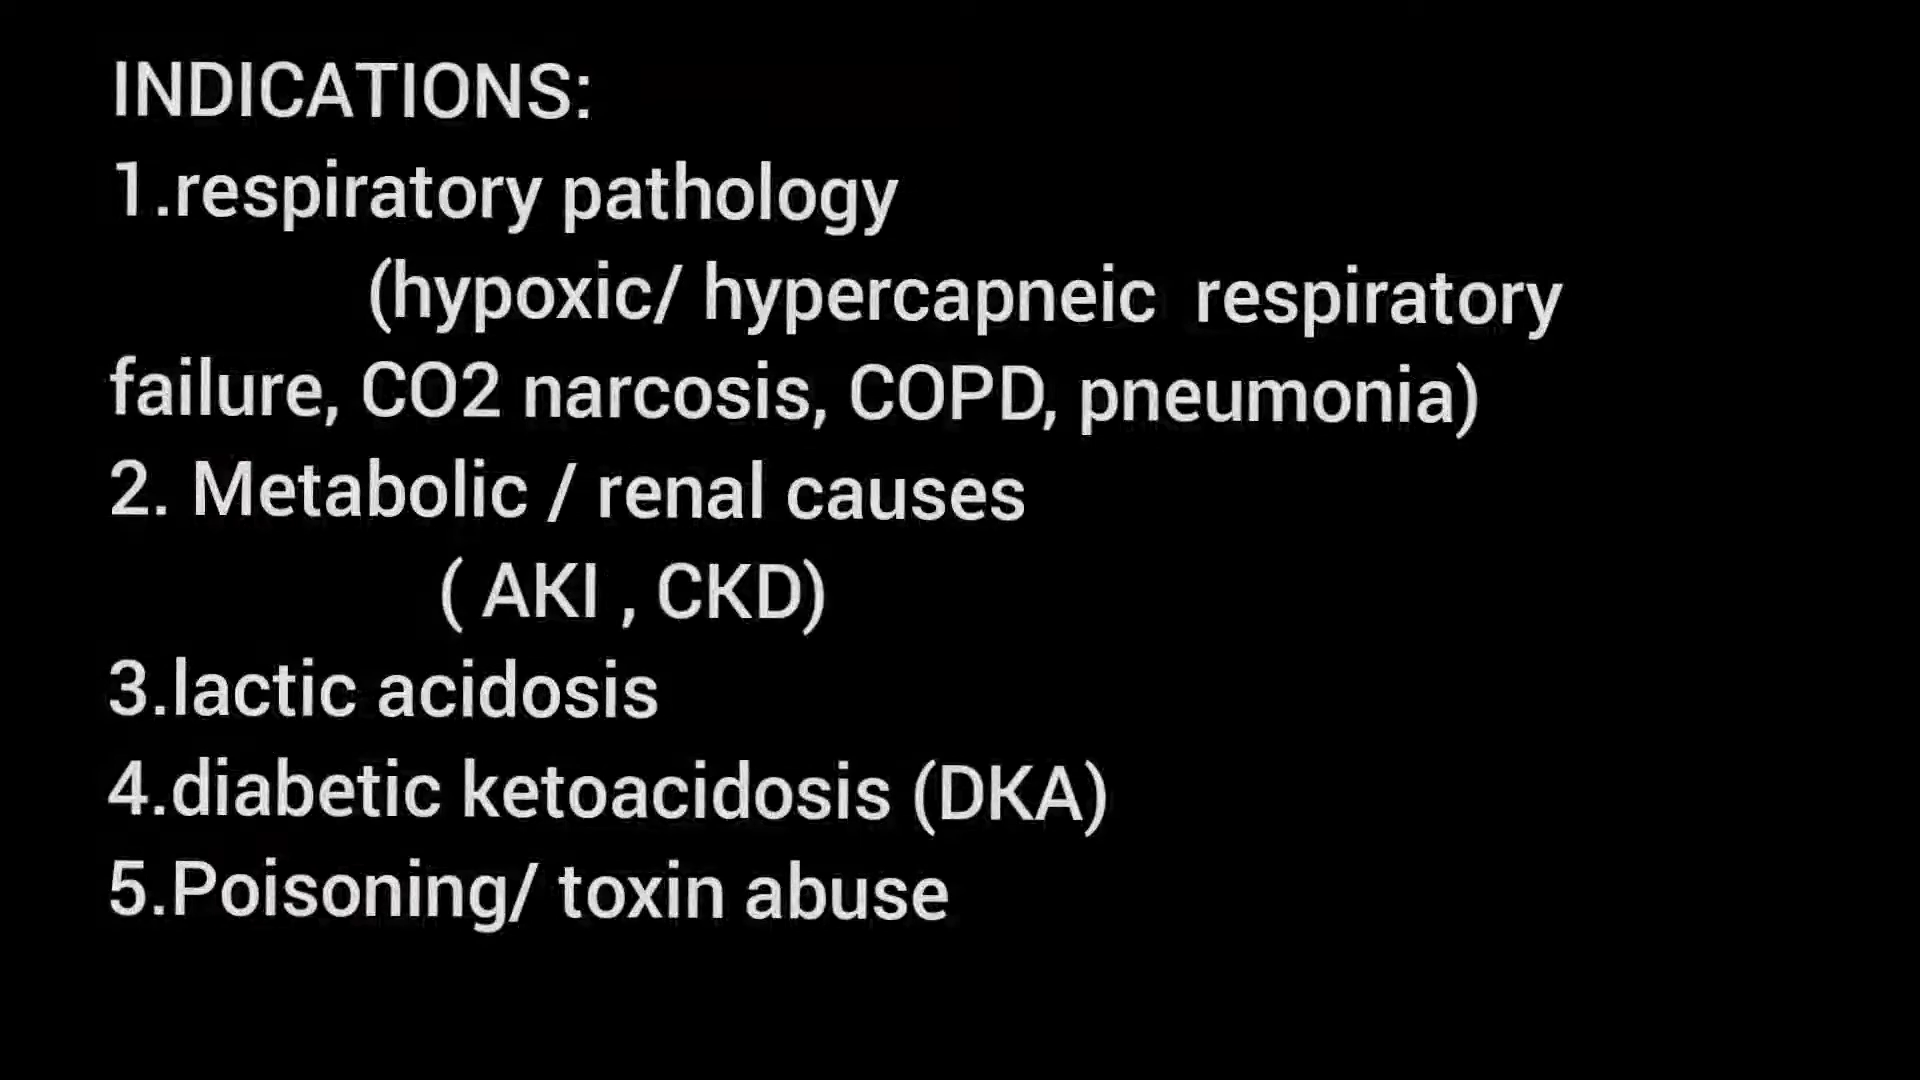 INDICATIONS:
1.respiratory pathology
(hypoxic/ hypercapneic respiratory
failure, CO2 narcosis, COPD, pneumonia)
2. Metabolic / renal causes
( AKI , CKD)
3.lactic acidosis
4.diabetic ketoacidosis (DKA)
5.Poisoning/ toxin abuse